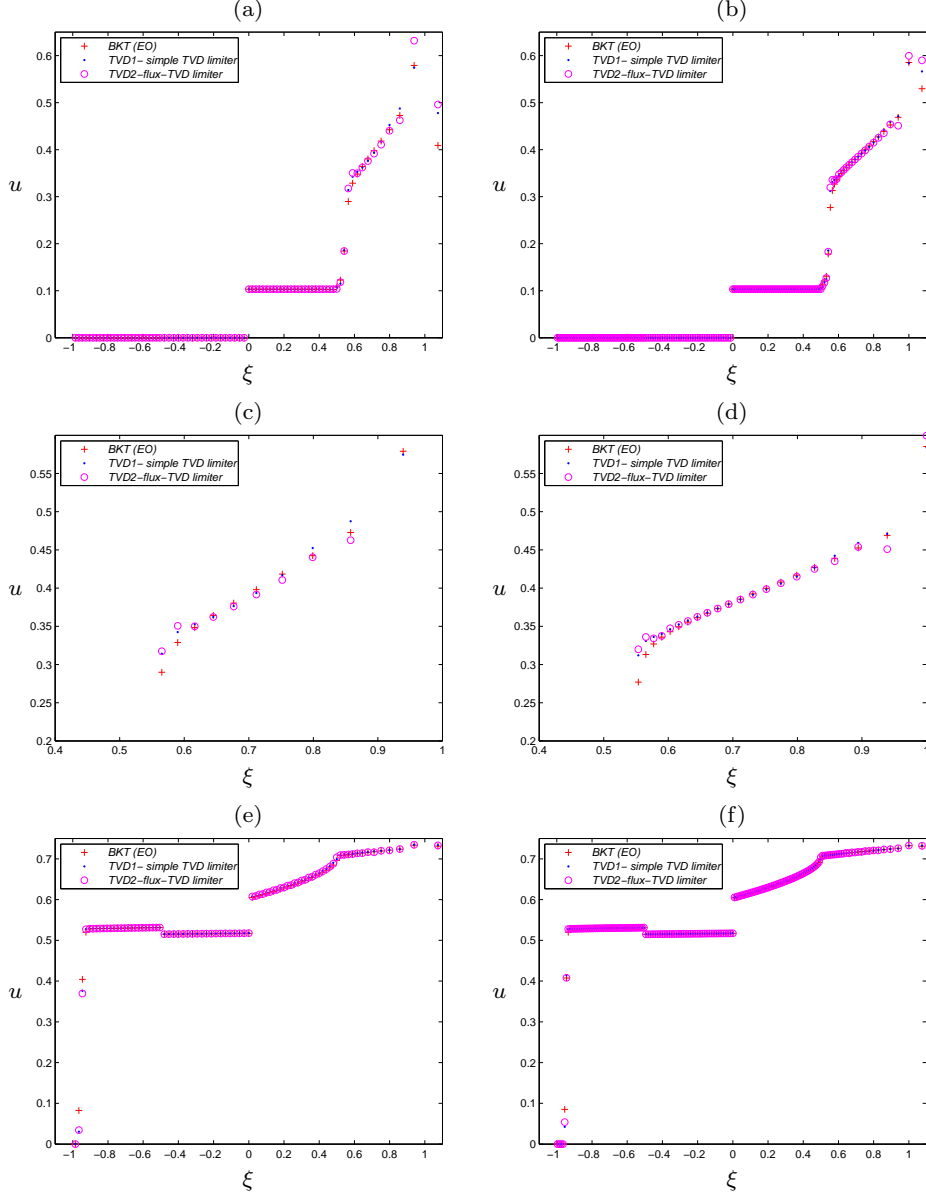 (a)
BKT (EO)
TVD1− simple TVD limiter
TVD2−flux−TVD limiter
0.6
0.5
0.4
u
0.3
0.2
0.1
0
−1 −0.8 −0.6 −0.4 −0.2 0 0.2 0.4 0.6 0.8 1
ξ
(b)
BKT (EO)
TVD1− simple TVD limiter
TVD2−flux−TVD limiter
0.6
0.5
0.4
u
0.3
0.2
0.1
0
−1 −0.8 −0.6 −0.4 −0.2 0 0.2 0.4 0.6 0.8 1
ξ
(c)
BKT (EO)
TVD1− simple TVD limiter
TVD2−flux−TVD limiter
0.55
0.5
0.45
0.4
u
0.35
0.3
0.25
0.2
0.4 0.5 0.6 0.7 0.8 0.9 1
ξ
(d)
BKT (EO)
TVD1− simple TVD limiter
TVD2−flux−TVD limiter
0.55
0.5
0.45
0.4
u
0.35
0.3
0.25
0.2
0.4 0.5 0.6 0.7 0.8 0.9 1
ξ
(e)
BKT (EO)
TVD1− simple TVD limiter
TVD2−flux−TVD limiter
0.7
0.6
0.5
u
0.4
0.3
0.2
0.1
0
−1 −0.8 −0.6 −0.4 −0.2 0 0.2 0.4 0.6 0.8 1
ξ
(f)
BKT (EO)
TVD1− simple TVD limiter
TVD2−flux−TVD limiter
0.7
0.6
0.5
u
0.4
0.3
0.2
0.1
0
−1 −0.8 −0.6 −0.4 −0.2 0 0.2 0.4 0.6 0.8 1
ξ